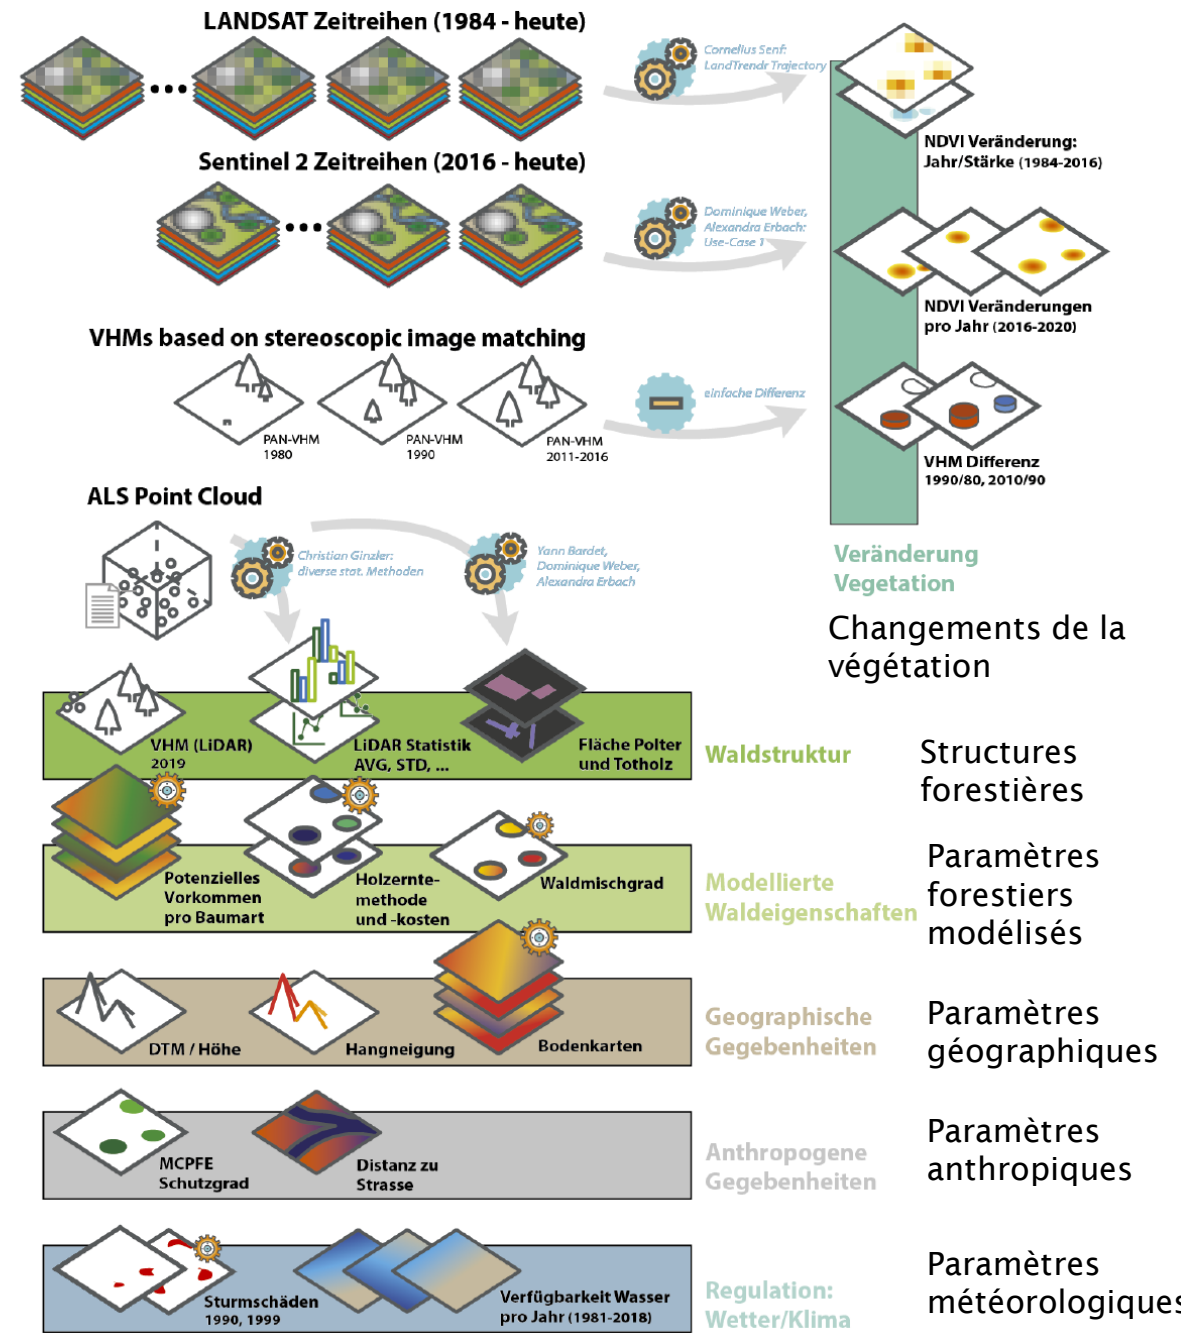 LANDSAT Zeitreihen (1984 - heute)
Cornelius Senf:
LandTrendr Trajectory
NDVI Veränderung:
Jahr/Stärke (1984-2016)
Sentinel 2 Zeitreihen (2016 - heute)
Dominique Weber,
Alexandra Erbach:
Use-Case 1
NDVI Veränderungen
pro Jahr (2016-2020)
VHMs based on stereoscopic image matching
PAN-VHM
1980
PAN-VHM
1990
PAN-VHM
2011-2016
einfache Differenz
VHM Differenz
1990/80, 2010/90
ALS Point Cloud
Christian Ginzler:
diverse stat. Methoden
Yann Bardet,
Dominique Weber,
Alexandra Erbach
Veränderung
Vegetation
Changements de la
végétation
VHM (LiDAR)
2019
LiDAR Statistik
AVG, STD, ...
Fläche Polter
und Totholz
Waldstruktur
Structures
forestières
Potenzielles
Vorkommen
pro Baumart
Holzernte-
methode
und -kosten
Waldmischgrad
Modellierte
Waldeigenschaften
Paramètres
forestiers
modélisés
DTM / Höhe
Hangneigung
Bodenkarten
Geographische
Gegebenheiten
Paramètres
géographiques
MCPFE
Schutzgrad
Distanz zu
Strasse
Anthropogene
Gegebenheiten
Paramètres
anthropiques
Sturmschäden
1990, 1999
Verfügbarkeit Wasser
pro Jahr (1981-2018)
Regulation:
Wetter/Klima
Paramètres
météorologiques